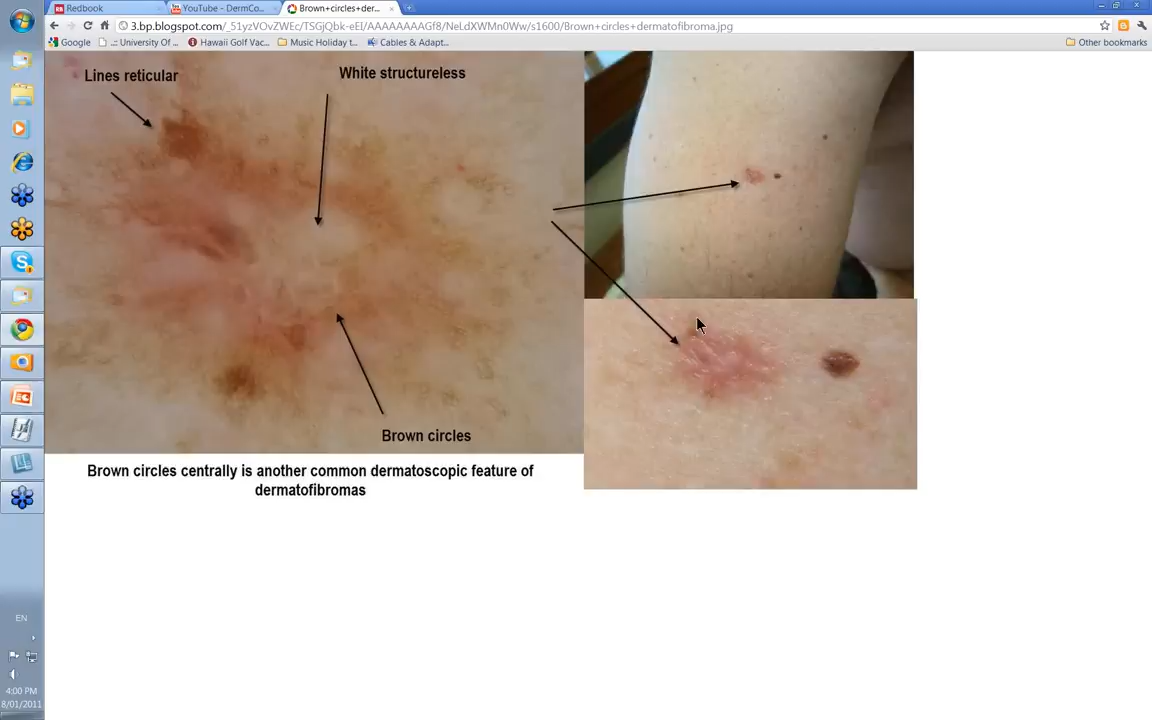 Redbook
YouTube - DermCo...
Brown+circles+der...
3.bp.blogspot.com/_51yzVOvZWEc/TSGjQbk-eEI/AAAAAAAAGf8/NeLdXWMn0Ww/s1600/Brown+circles+dermatofibroma.jpg
Google
..:: University Of ..
Hawaii Golf Vac...
Music Holiday t...
Cables & Adapt...
Other bookmarks
Lines reticular
White structureless
Brown circles
Brown circles centrally is another common dermatoscopic feature of
dermatofibromas
EN
4:00 PM
8/01/2011